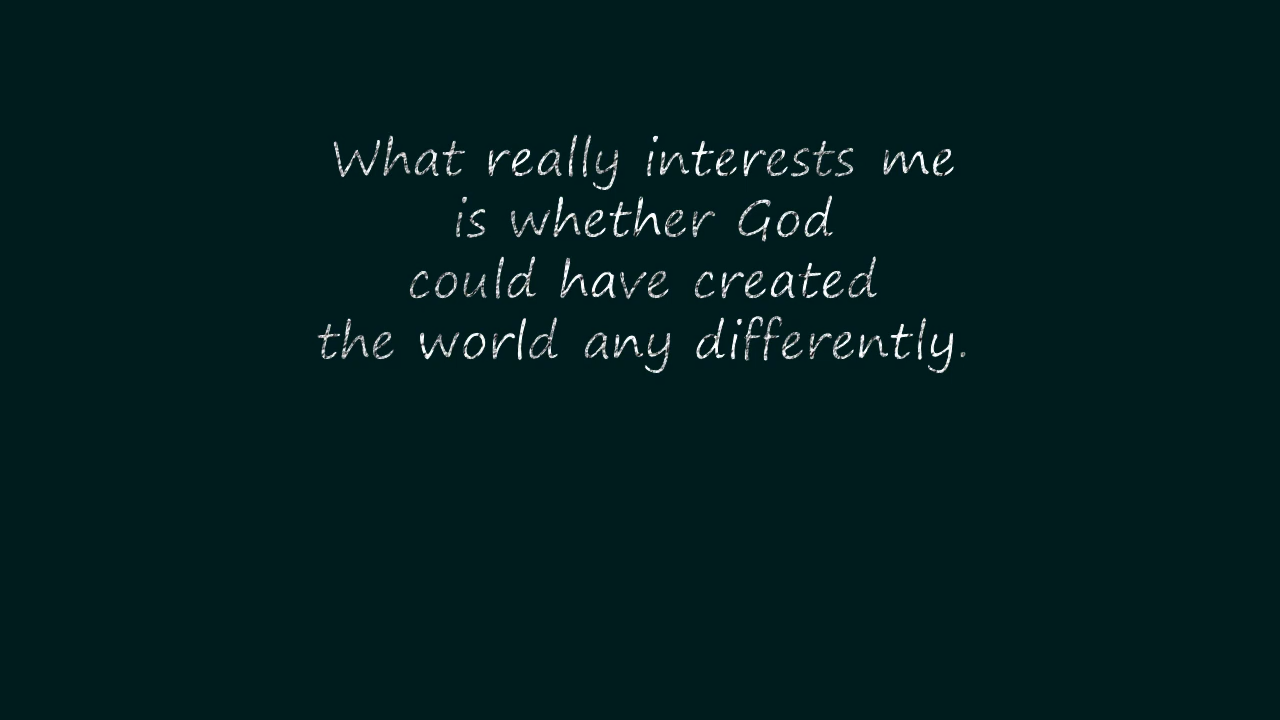 What really interests me
is whether God
could have created
the world any differently.